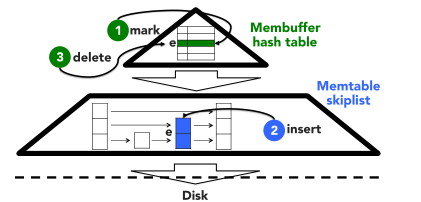 1 mark
Membuffer
hash table
e
3 delete
Memtable
skiplist
e
2 insert
Disk